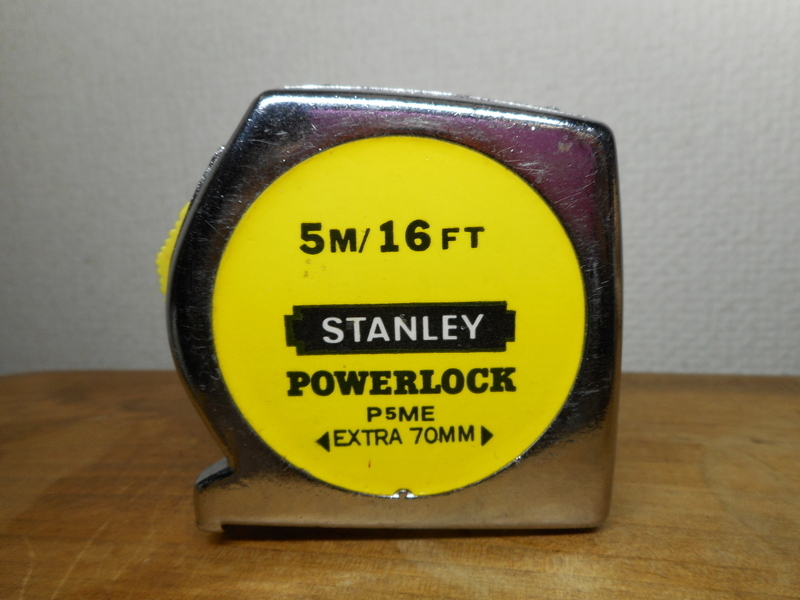 5M/16FT
STANLEY
POWERLOCK
P5ME
◀EXTRA 70MM▶